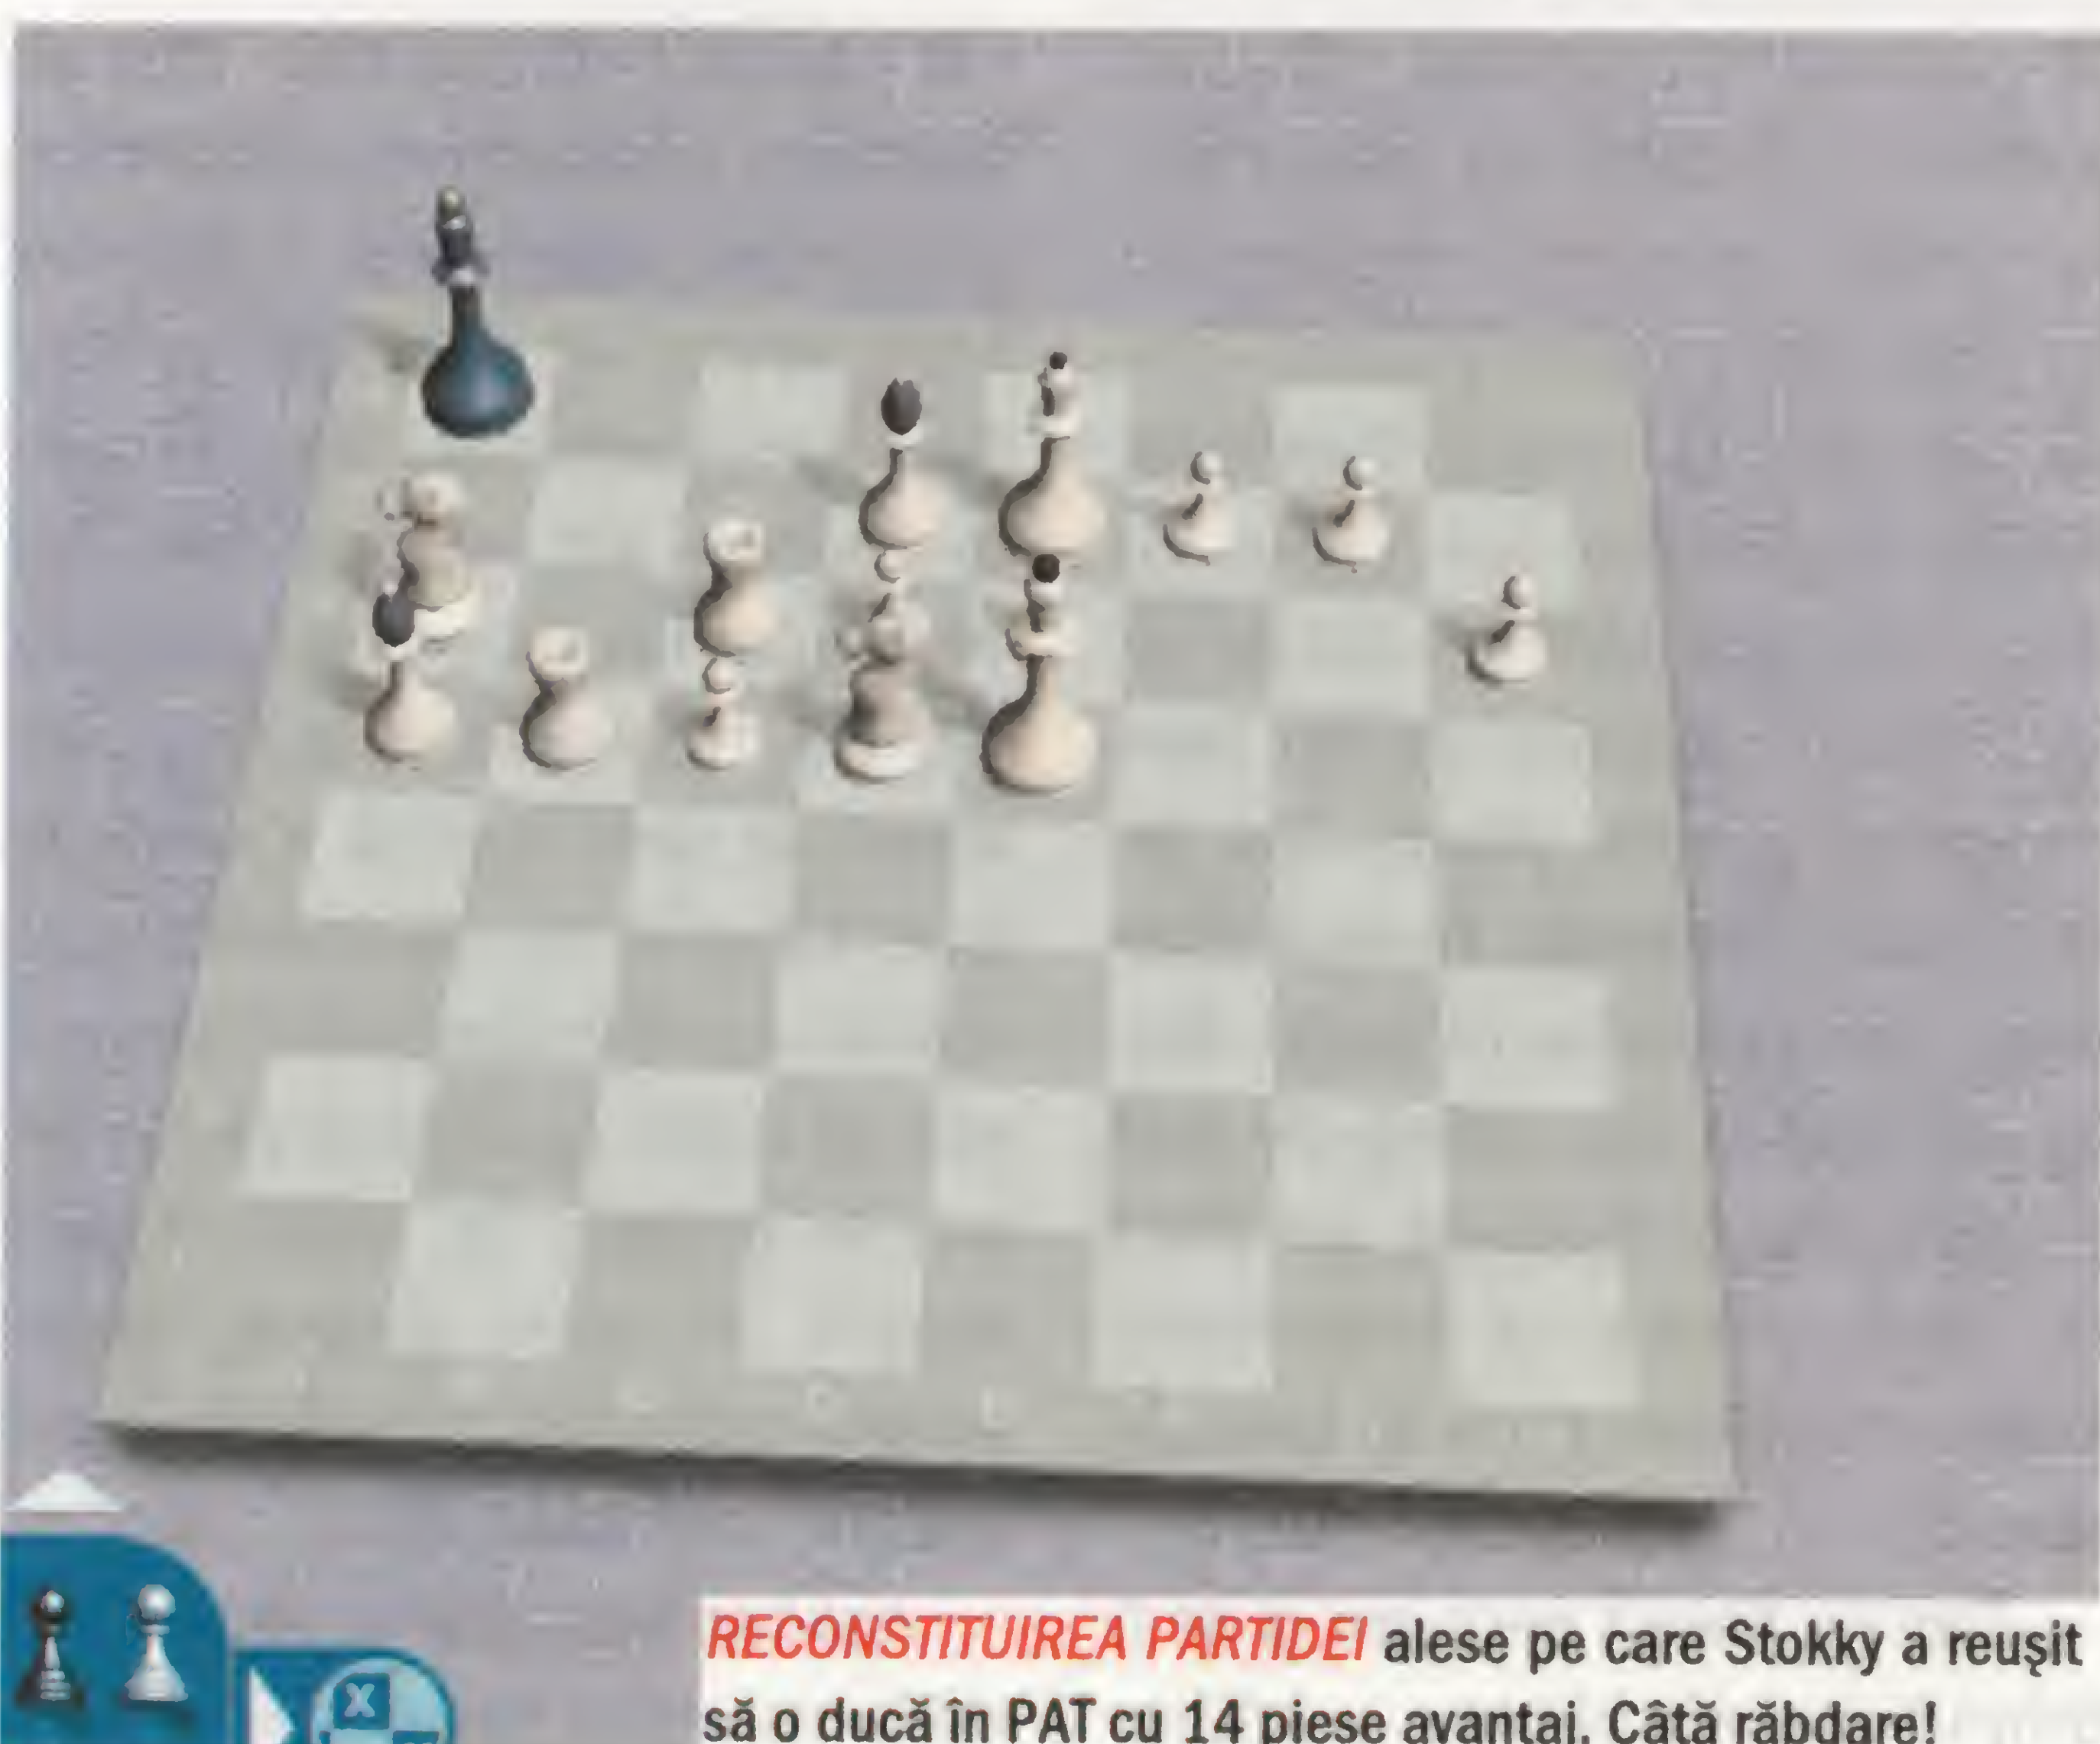 X
RECONSTITUIREA PARTIDEI alese pe care Stokky a reuşit
să o ducă în PAT cu 14 piese avantaj. Câtă răbdare!